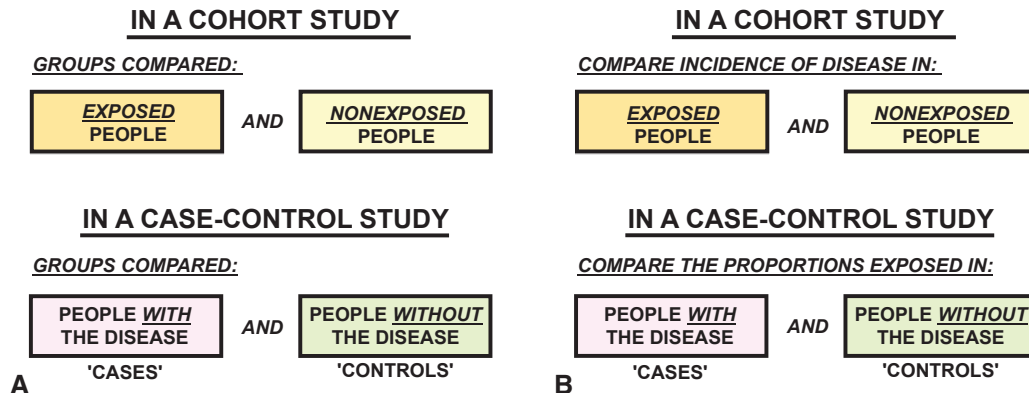 IN A COHORT STUDY
GROUPS COMPARED:
EXPOSED
PEOPLE
AND
NONEXPOSED
PEOPLE
IN A CASE-CONTROL STUDY
GROUPS COMPARED:
PEOPLE WITH
THE DISEASE
AND
PEOPLE WITHOUT
THE DISEASE
'CASES'
'CONTROLS'
A
IN A COHORT STUDY
COMPARE INCIDENCE OF DISEASE IN:
EXPOSED
PEOPLE
AND
NONEXPOSED
PEOPLE
IN A CASE-CONTROL STUDY
COMPARE THE PROPORTIONS EXPOSED IN:
PEOPLE WITH
THE DISEASE
AND
PEOPLE WITHOUT
THE DISEASE
'CASES'
'CONTROLS'
B